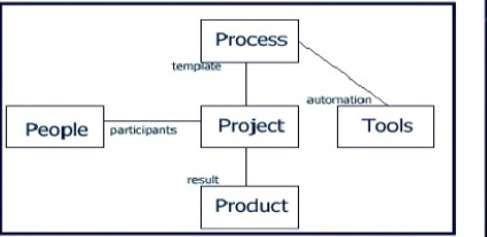 Process
template
automation
People
participants
Project
Tools
result
Product